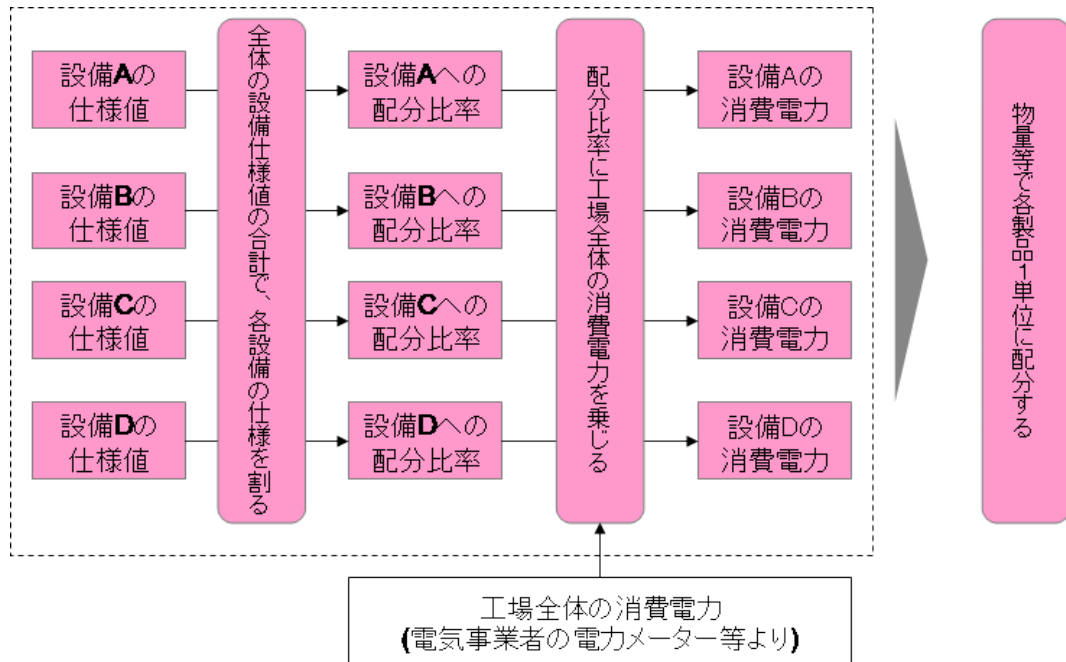 設備Aの
仕様値
設備Bの
仕様値
設備Cの
仕様値
設備Dの
仕様値
全体の設備仕様値の合計で、各設備の仕様を割る
設備Aへの
配分比率
設備Bへの
配分比率
設備Cへの
配分比率
設備Dへの
配分比率
配分比率に工場全体の消費電力を乗じる
設備Aの
消費電力
設備Bの
消費電力
設備Cの
消費電力
設備Dの
消費電力
物量等で各製品1単位に配分する
工場全体の消費電力
(電気事業者の電力メーター等より)